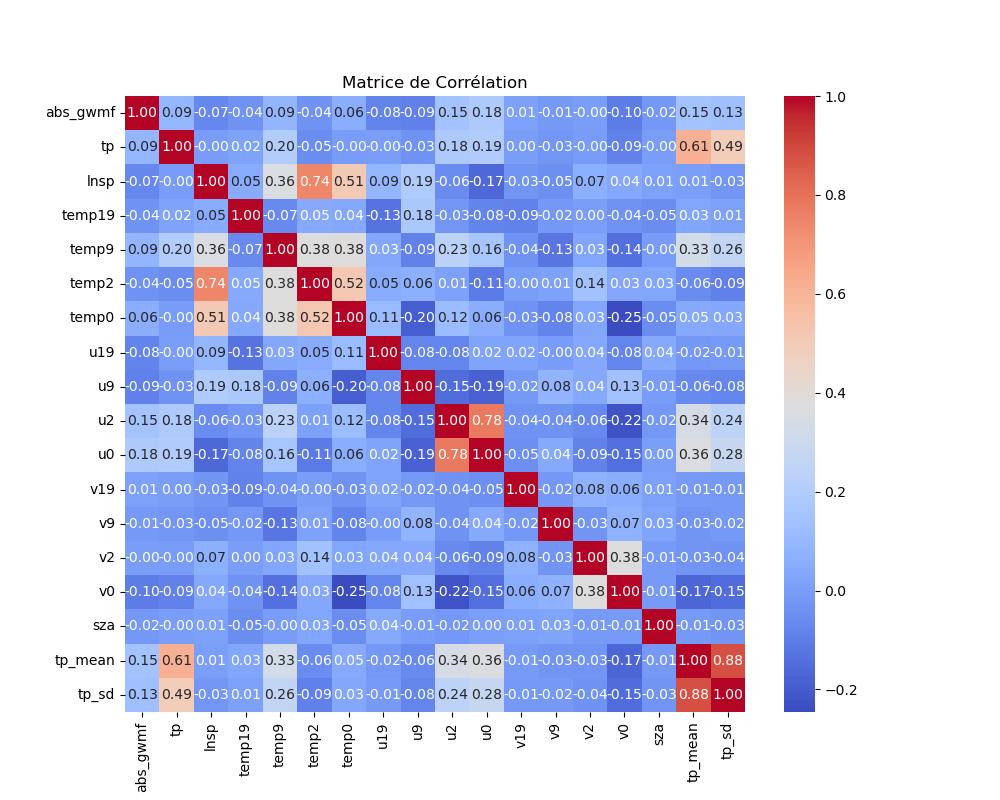 Matrice de Corrélation
abs_gwmf 1.00 0.09 -0.07 -0.04 0.09 -0.04 0.06 -0.08 -0.09 0.15 0.18 0.01 -0.01 -0.00 -0.10 -0.02 0.15 0.13
tp 0.09 1.00 -0.00 0.02 0.20 -0.05 -0.00 -0.00 -0.03 0.18 0.19 0.00 -0.03 -0.00 -0.09 -0.00 0.61 0.49
lnsp -0.07 -0.00 1.00 0.05 0.36 0.74 0.51 0.09 0.19 -0.06 -0.17 -0.03 -0.05 0.07 0.04 0.01 0.01 -0.03
temp19 -0.04 0.02 0.05 1.00 -0.07 0.05 0.04 -0.13 0.18 -0.03 -0.08 -0.09 -0.02 0.00 -0.04 -0.05 0.03 0.01
temp9 0.09 0.20 0.36 -0.07 1.00 0.38 0.38 0.03 -0.09 0.23 0.16 -0.04 -0.13 0.03 -0.14 -0.00 0.33 0.26
temp2 -0.04 -0.05 0.74 0.05 0.38 1.00 0.52 0.05 0.06 0.01 -0.11 -0.00 0.01 0.14 0.03 0.03 -0.06 -0.09
temp0 0.06 -0.00 0.51 0.04 0.38 0.52 1.00 0.11 -0.20 0.12 0.06 -0.03 -0.08 0.03 -0.25 -0.05 0.05 0.03
u19 -0.08 -0.00 0.09 -0.13 0.03 0.05 0.11 1.00 -0.08 -0.08 0.02 0.02 -0.00 0.04 -0.08 0.04 -0.02 -0.01
u9 -0.09 -0.03 0.19 0.18 -0.09 0.06 -0.20 -0.08 1.00 -0.15 -0.19 -0.02 0.08 0.04 0.13 -0.01 -0.06 -0.08
u2 0.15 0.18 -0.06 -0.03 0.23 0.01 0.12 -0.08 -0.15 1.00 0.78 -0.04 -0.04 -0.06 -0.22 -0.02 0.34 0.24
u0 0.18 0.19 -0.17 -0.08 0.16 -0.11 0.06 0.02 -0.19 0.78 1.00 -0.05 0.04 -0.09 -0.15 0.00 0.36 0.28
v19 0.01 0.00 -0.03 -0.09 -0.04 -0.00 -0.03 0.02 -0.02 -0.04 -0.05 1.00 -0.02 0.08 0.06 0.01 -0.01 -0.01
v9 -0.01 -0.03 -0.05 -0.02 -0.13 0.01 -0.08 -0.00 0.08 -0.04 0.04 -0.02 1.00 -0.03 0.07 0.03 -0.03 -0.02
v2 -0.00 -0.00 0.07 0.00 0.03 0.14 0.03 0.04 0.04 -0.06 -0.09 0.08 -0.03 1.00 0.38 -0.01 -0.03 -0.04
v0 -0.10 -0.09 0.04 -0.04 -0.14 0.03 -0.25 -0.08 0.13 -0.22 -0.15 0.06 0.07 0.38 1.00 -0.01 -0.17 -0.15
sza -0.02 -0.00 0.01 -0.05 -0.00 0.03 -0.05 0.04 -0.01 -0.02 0.00 0.01 0.03 -0.01 -0.01 1.00 -0.01 -0.03
tp_mean 0.15 0.61 0.01 0.03 0.33 -0.06 0.05 -0.02 -0.06 0.34 0.36 -0.01 -0.03 -0.03 -0.17 -0.01 1.00 0.88
tp_sd 0.13 0.49 -0.03 0.01 0.26 -0.09 0.03 -0.01 -0.08 0.24 0.28 -0.01 -0.02 -0.04 -0.15 -0.03 0.88 1.00
abs_gwmf tp lnsp temp19 temp9 temp2 temp0 u19 u9 u2 u0 v19 v9 v2 v0 sza tp_mean tp_sd
1.0
0.8
0.6
0.4
0.2
0.0
−0.2